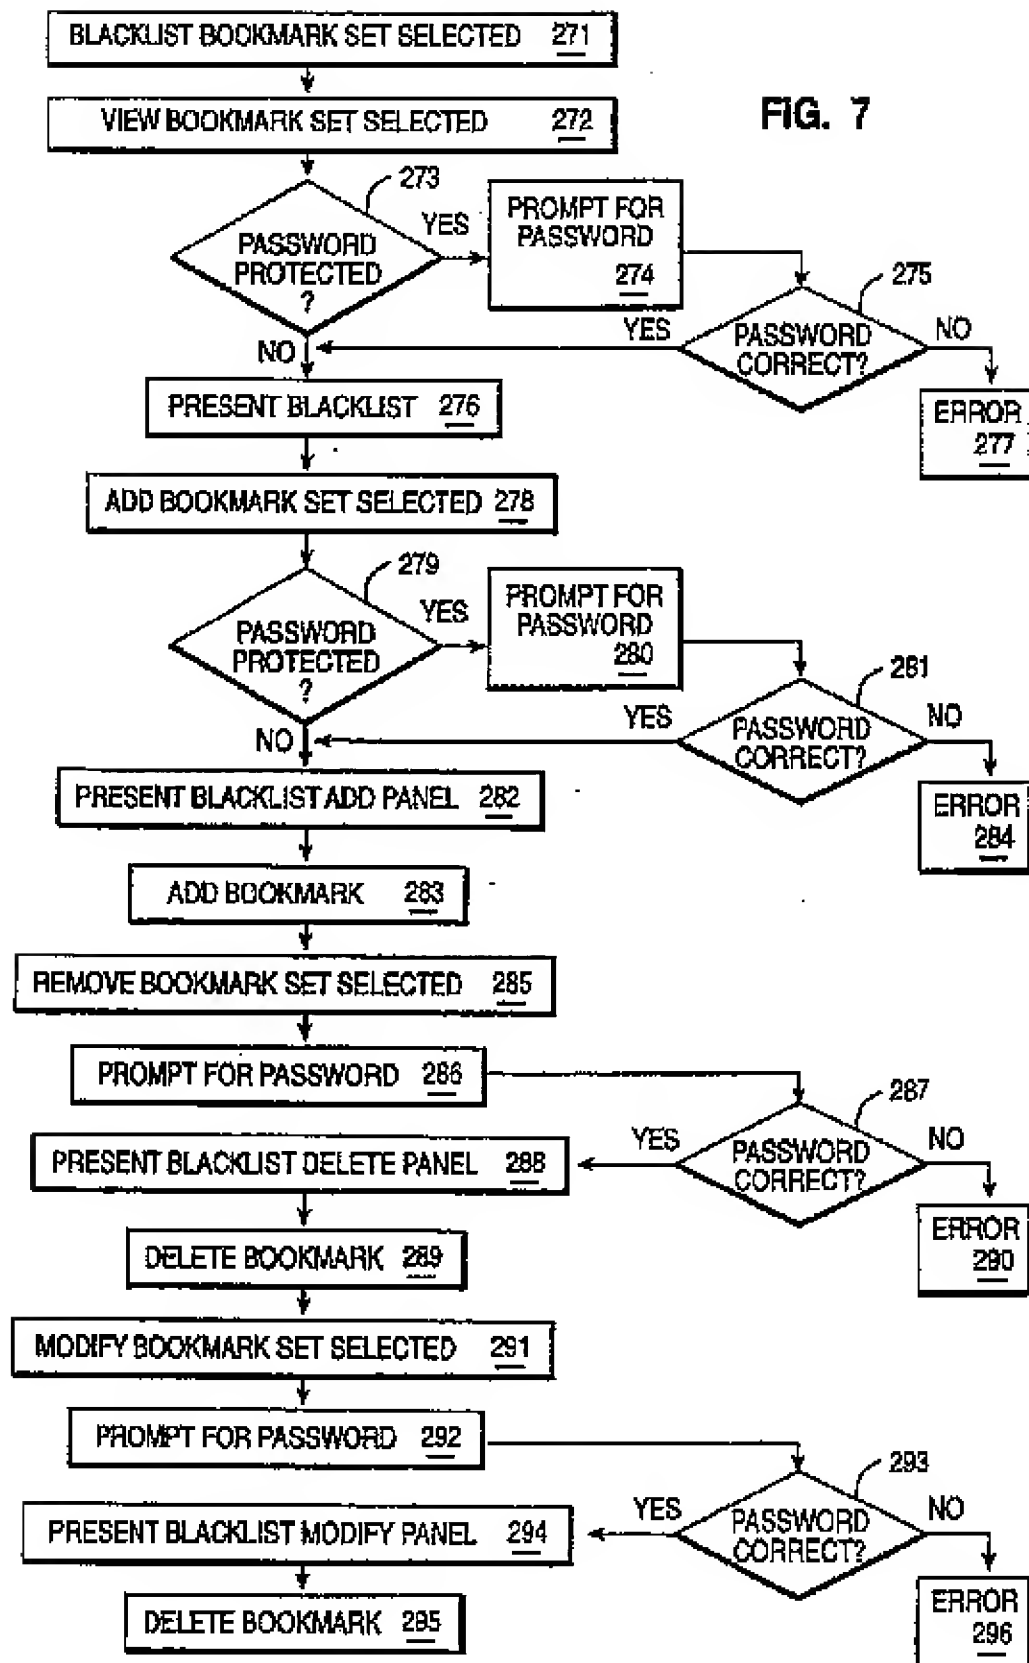 BLACKLIST BOOKMARK SET SELECTED 271
VIEW BOOKMARK SET SELECTED 272
FIG. 7
273
PASSWORD
PROTECTED
?
YES
NO
PROMPT FOR
PASSWORD
274
275
PASSWORD
CORRECT?
YES
NO
PRESENT BLACKLIST 276
ERROR
277
ADD BOOKMARK SET SELECTED 278
279
PASSWORD
PROTECTED
?
YES
NO
PROMPT FOR
PASSWORD
280
281
PASSWORD
CORRECT?
YES
NO
PRESENT BLACKLIST ADD PANEL 282
ERROR
284
ADD BOOKMARK 283
REMOVE BOOKMARK SET SELECTED 285
PROMPT FOR PASSWORD 286
287
PASSWORD
CORRECT?
YES
NO
PRESENT BLACKLIST DELETE PANEL 288
ERROR
290
DELETE BOOKMARK 289
MODIFY BOOKMARK SET SELECTED 291
PROMPT FOR PASSWORD 292
293
PASSWORD
CORRECT?
YES
NO
PRESENT BLACKLIST MODIFY PANEL 294
ERROR
296
DELETE BOOKMARK 295